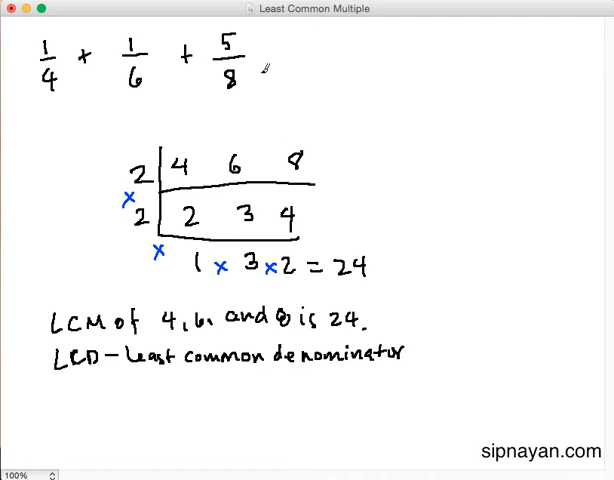 Least Common Multiple
1/4 + 1/6 + 5/8
2 | 4 6 8
×
2 | 2 3 4
× 1 × 3 × 2 = 24
LCM of 4, 6, and 8 is 24.
LCD - Least common denominator
sipnayan.com
100%